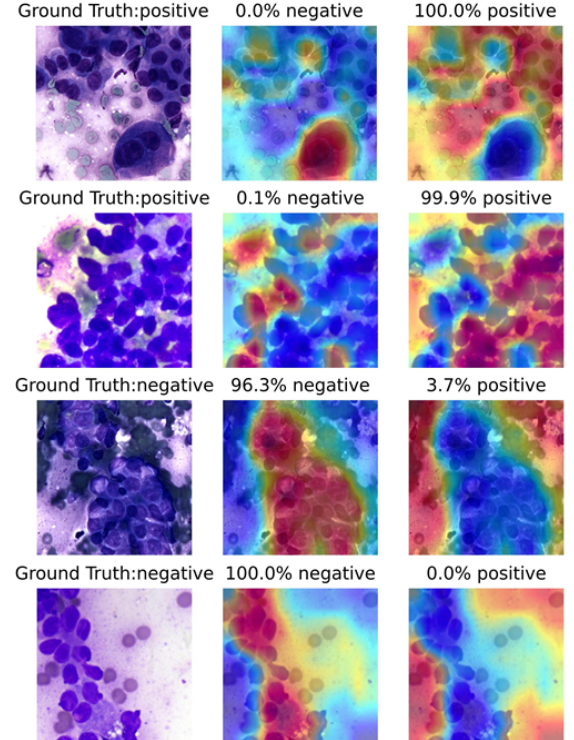 Ground Truth:positive 0.0% negative 100.0% positive
Ground Truth:positive 0.1% negative 99.9% positive
Ground Truth:negative 96.3% negative 3.7% positive
Ground Truth:negative 100.0% negative 0.0% positive